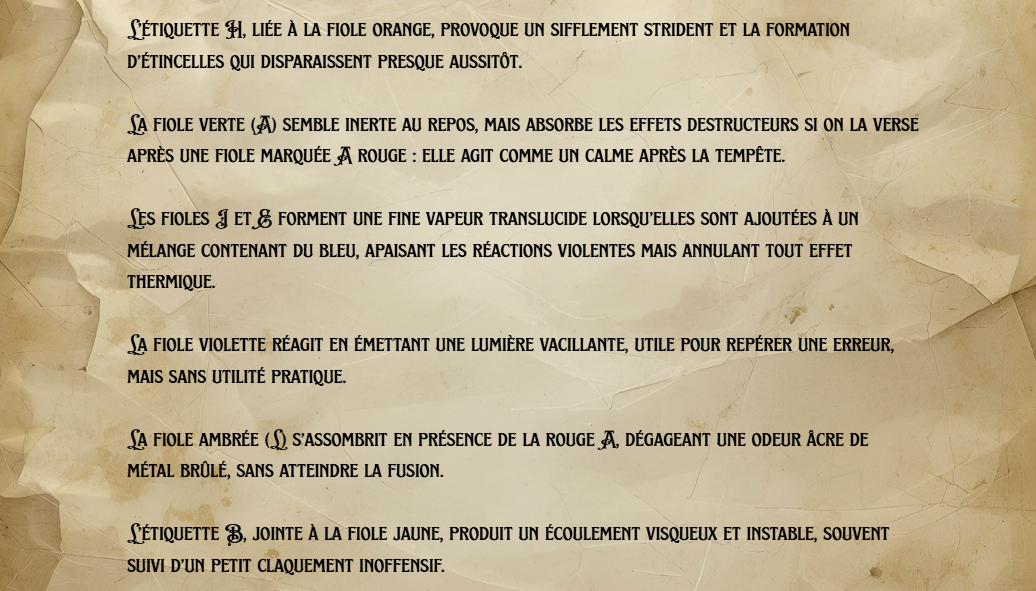 L'étiquette H, liée à la fiole orange, provoque un sifflement strident et la formation
d'étincelles qui disparaissent presque aussitôt.
La fiole verte (A) semble inerte au repos, mais absorbe les effets destructeurs si on la verse
après une fiole marquée A rouge : elle agit comme un calme après la tempête.
Les fioles J et E forment une fine vapeur translucide lorsqu'elles sont ajoutées à un
mélange contenant du bleu, apaisant les réactions violentes mais annulant tout effet
thermique.
La fiole violette réagit en émettant une lumière vacillante, utile pour repérer une erreur,
mais sans utilité pratique.
La fiole ambrée (L) s'assombrit en présence de la rouge A, dégageant une odeur âcre de
métal brûlé, sans atteindre la fusion.
L'étiquette B, jointe à la fiole jaune, produit un écoulement visqueux et instable, souvent
suivi d'un petit claquement inoffensif.